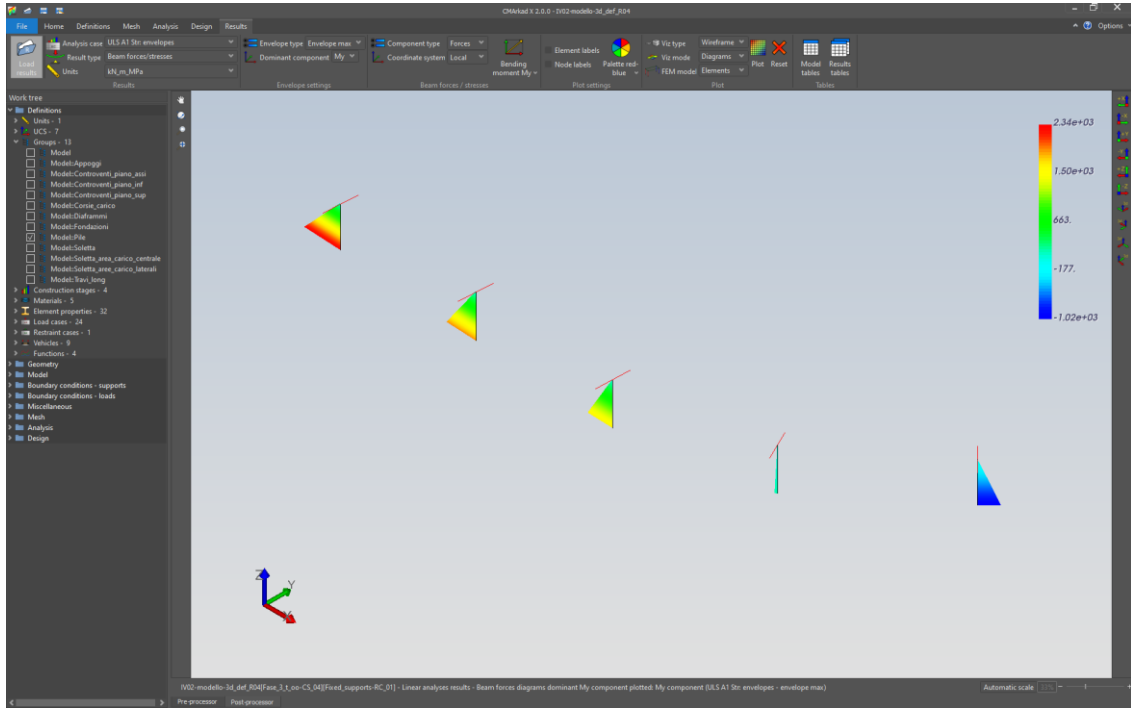 CMArkad X 2.0.0 - IV02-modello-3d_def_R04
File Home Definitions Mesh Analysis Design Results Options
Load results
Analysis case ULS A1 Str: envelopes
Result type Beam forces/stresses
Units kN_m_MPa
Results
Envelope type Envelope max
Dominant component My
Envelope settings
Component type Forces
Coordinate system Local
Bending moment My
Beam forces / stresses
Element labels
Node labels
Palette red-blue
Plot settings
Viz type Wireframe
Viz mode Diagrams
FEM model Elements
Plot Reset
Plot
Model tables
Results tables
Tables
Work tree
Definitions
Units - 1
UCS - 7
Groups - 13
Model
Model::Appoggi
Model::Controventi_piano_assi
Model::Controventi_piano_inf
Model::Controventi_piano_sup
Model::Corsie_carico
Model::Diaframmi
Model::Fondazioni
Model::Pile
Model::Soletta
Model::Soletta_area_carico_centrale
Model::Soletta_aree_carico_laterali
Model::Travi_long
Construction stages - 4
Materials - 5
Element properties - 32
Load cases - 24
Restraint cases - 1
Vehicles - 9
Functions - 4
Geometry
Model
Boundary conditions - supports
Boundary conditions - loads
Miscellaneous
Mesh
Analysis
Design
2.34e+03
1.50e+03
663.
-177.
-1.02e+03
Z
Y
X
IV02-modello-3d_def_R04[Fase_3_t_oo-CS_04][Fixed_supports-RC_01] - Linear analyses results - Beam forces diagrams dominant My component plotted: My component (ULS A1 Str: envelopes - envelope max)
Automatic scale
Pre-processor Post-processor